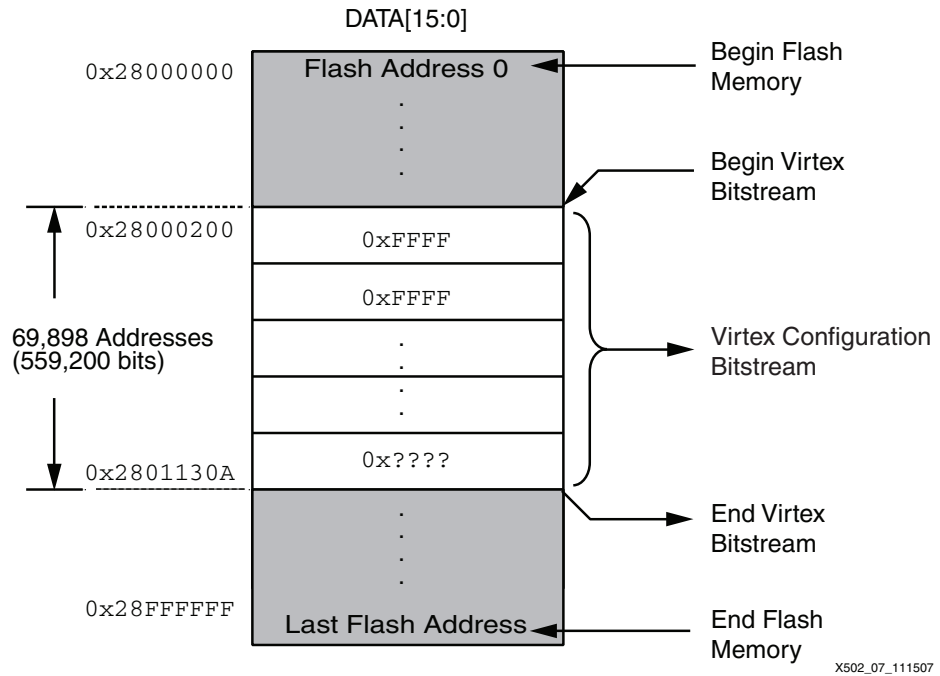 DATA[15:0]
0x28000000
Flash Address 0
Begin Flash
Memory
.
.
.
.
Begin Virtex
Bitstream
0x28000200
0xFFFF
0xFFFF
69,898 Addresses
(559,200 bits)
.
.
.
.
Virtex Configuration
Bitstream
0x????
0x2801130A
End Virtex
Bitstream
.
.
.
.
0x28FFFFFF
Last Flash Address
End Flash
Memory
X502_07_111507